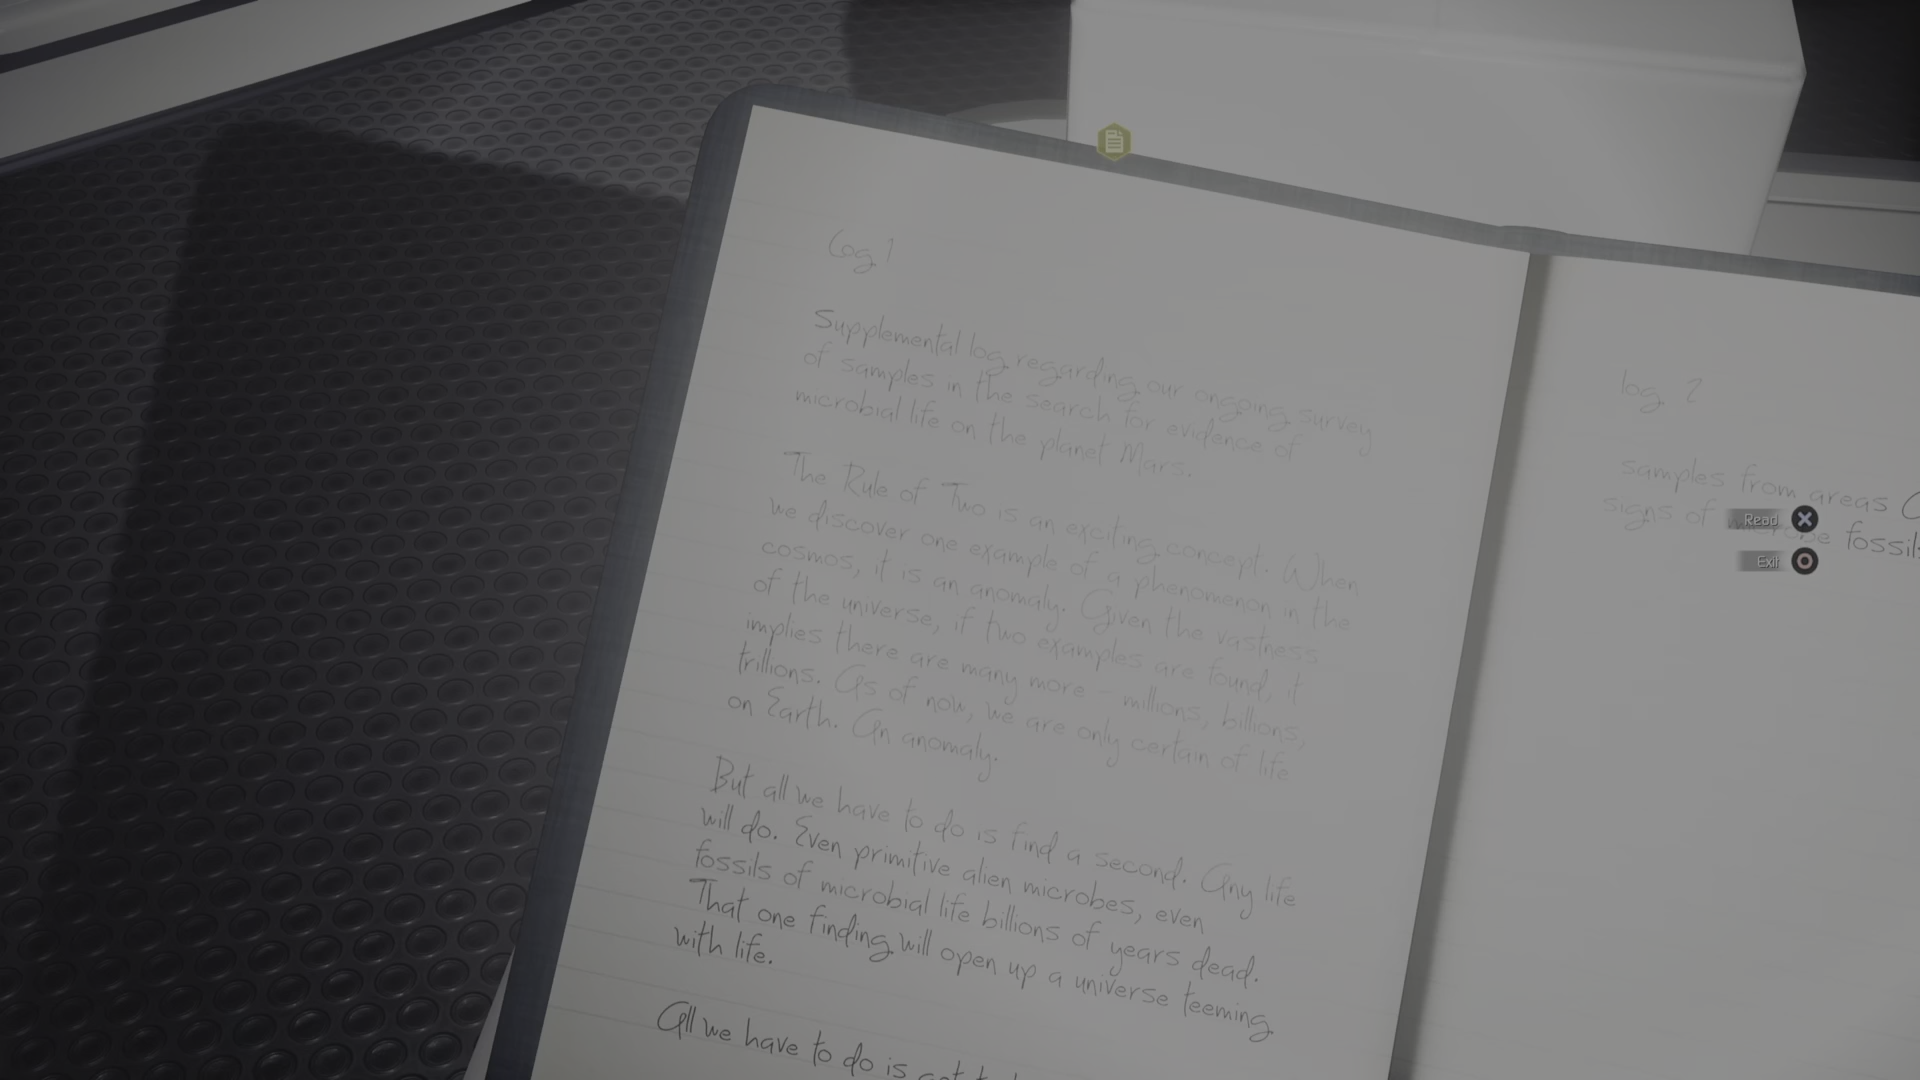 Log 1
Supplemental log regarding our ongoing survey
of samples in the search for evidence of
microbial life on the planet Mars.
The Rule of Two is an exciting concept. When
we discover one example of a phenomenon in the
cosmos, it is an anomaly. Given the vastness
of the universe, if two examples are found, it
implies there are many more - millions, billions,
trillions. As of now, we are only certain of life
on Earth. An anomaly.
But all we have to do is find a second. Any life
will do. Even primitive alien microbes, even
fossils of microbial life billions of years dead.
That one finding will open up a universe teeming
with life.
All we have to do is get
log 2
samples from areas
signs of fossils
Read
Exit